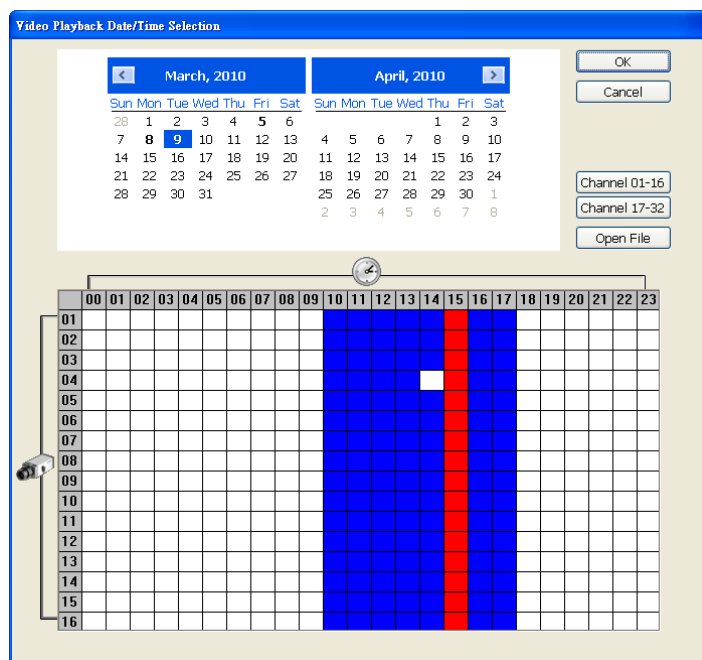 Video Playback Date/Time Selection
March, 2010
Sun Mon Tue Wed Thu Fri Sat
28 1 2 3 4 5 6
7 8 9 10 11 12 13
14 15 16 17 18 19 20
21 22 23 24 25 26 27
28 29 30 31
April, 2010
Sun Mon Tue Wed Thu Fri Sat
1 2 3
4 5 6 7 8 9 10
11 12 13 14 15 16 17
18 19 20 21 22 23 24
25 26 27 28 29 30 1
2 3 4 5 6 7 8
OK
Cancel
Channel 01-16
Channel 17-32
Open File
00 01 02 03 04 05 06 07 08 09 10 11 12 13 14 15 16 17 18 19 20 21 22 23
01
02
03
04
05
06
07
08
09
10
11
12
13
14
15
16